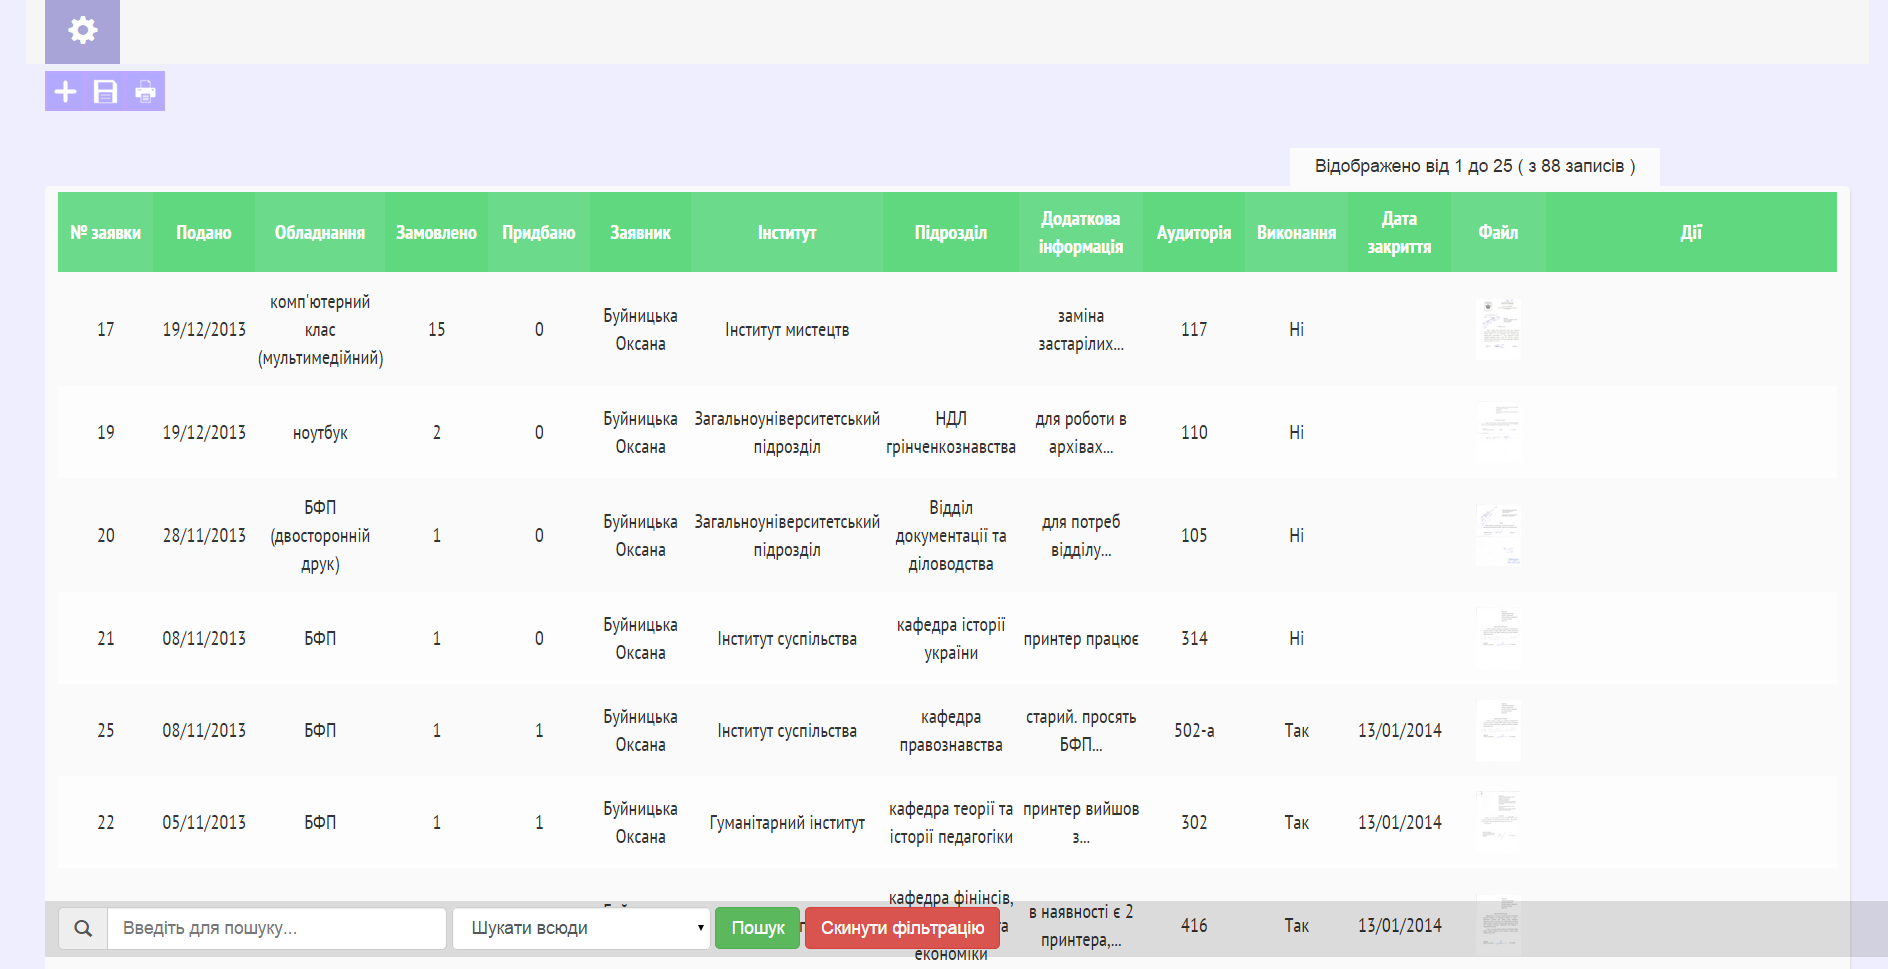 Відображено від 1 до 25 ( з 88 записів )
№ заявки Подано Обладнання Замовлено Придбано Заявник Інститут Підрозділ Додаткова інформація Аудиторія Виконання Дата закриття Файл Дії
17 19/12/2013 комп'ютерний клас (мультимедійний) 15 0 Буйницька Оксана Інститут мистецтв заміна застарілих... 117 Ні
19 19/12/2013 ноутбук 2 0 Буйницька Оксана Загальноуніверситетський підрозділ НДЛ грінченкознавства для роботи в архівах... 110 Ні
20 28/11/2013 БФП (двосторонній друк) 1 0 Буйницька Оксана Загальноуніверситетський підрозділ Відділ документації та діловодства для потреб відділу... 105 Ні
21 08/11/2013 БФП 1 0 Буйницька Оксана Інститут суспільства кафедра історії україни принтер працює 314 Ні
25 08/11/2013 БФП 1 1 Буйницька Оксана Інститут суспільства кафедра правознавства старий. просять БФП... 502-а Так 13/01/2014
22 05/11/2013 БФП 1 1 Буйницька Оксана Гуманітарний інститут кафедра теорії та історії педагогіки принтер вийшов з... 302 Так 13/01/2014
кафедра фінінсів, економіки в наявності є 2 принтера,... 416 Так 13/01/2014
Введіть для пошуку... Шукати всюди Пошук Скинути фільтрацію